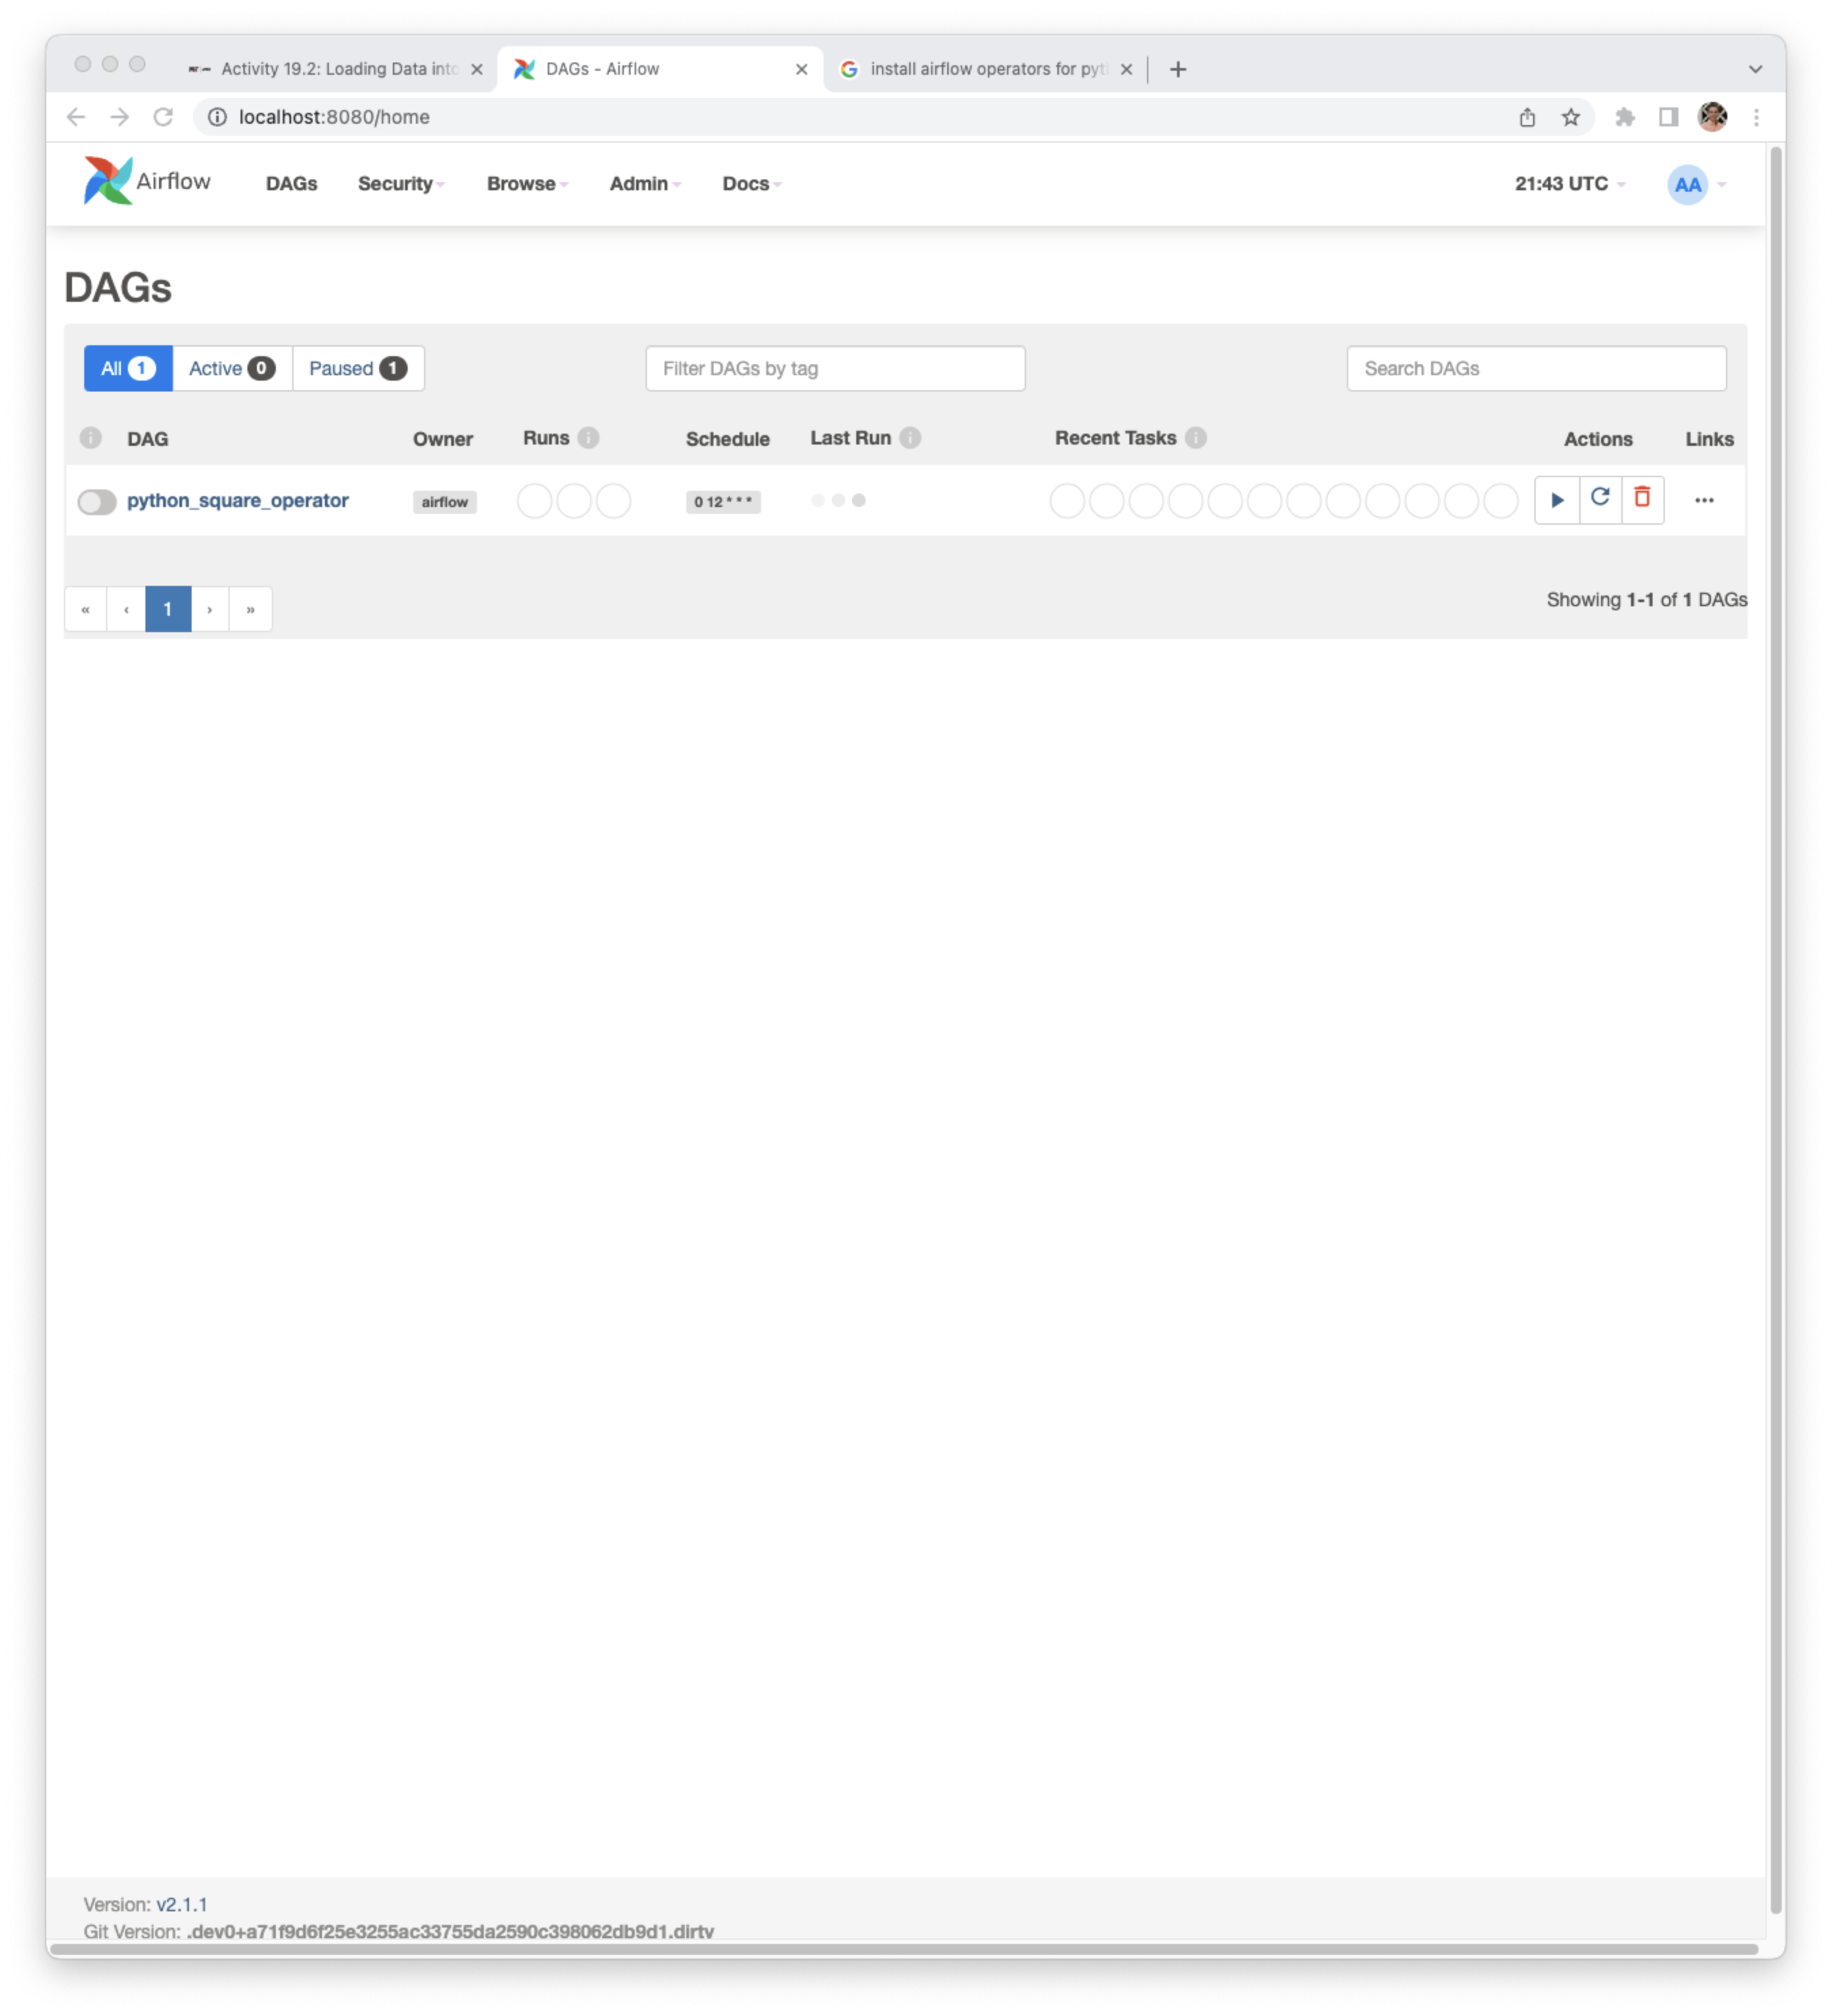 Activity 19.2: Loading Data into
DAGs - Airflow
install airflow operators for pyt
localhost:8080/home
Airflow
DAGs
Security
Browse
Admin
Docs
21:43 UTC
AA
DAGs
All 1
Active 0
Paused 1
Filter DAGs by tag
Search DAGs
DAG
Owner
Runs
Schedule
Last Run
Recent Tasks
Actions
Links
python_square_operator
airflow
0 12 * * *
« ‹ 1 › »
Showing 1-1 of 1 DAGs
Version: v2.1.1
Git Version: .dev0+a71f9d6f25e3255ac33755da2590c398062db9d1.dirty